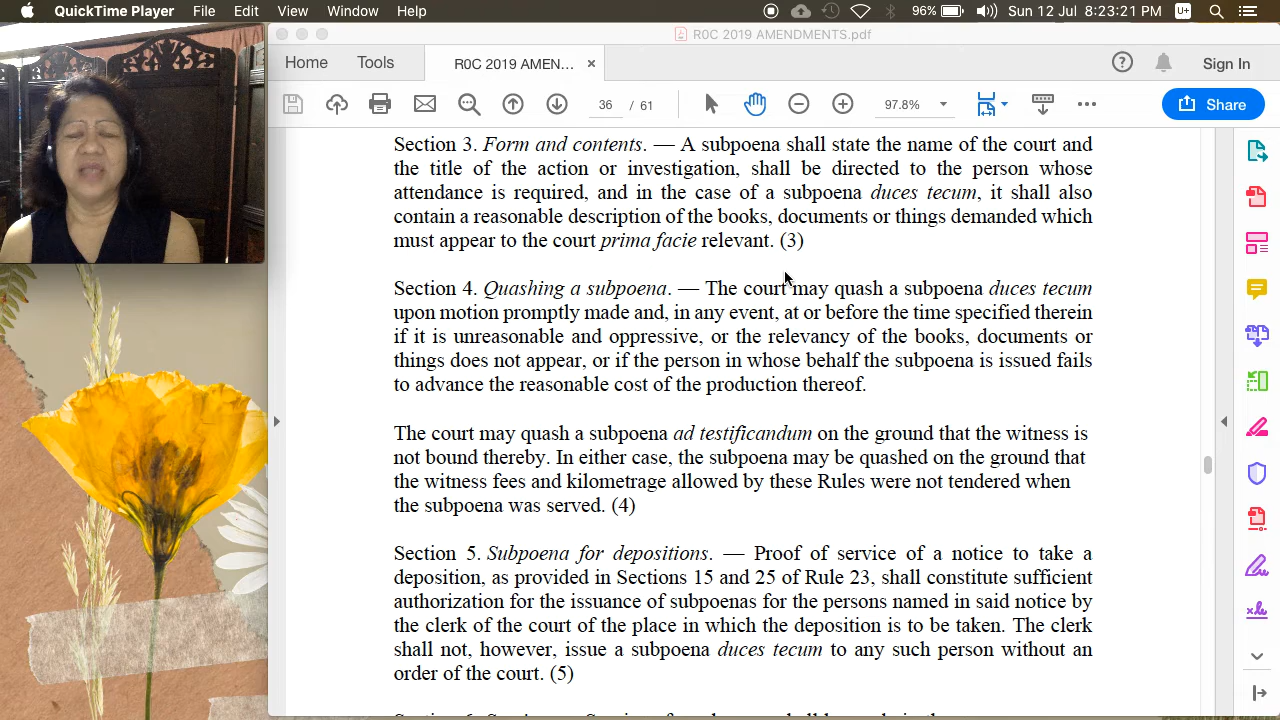 QuickTime Player File Edit View Window Help 96% Sun 12 Jul 8:23:21 PM U+
R0C 2019 AMENDMENTS.pdf
Home Tools R0C 2019 AMEN... × Sign In
36 / 61 97.8% Share
Section 3. Form and contents. — A subpoena shall state the name of the court and
the title of the action or investigation, shall be directed to the person whose
attendance is required, and in the case of a subpoena duces tecum, it shall also
contain a reasonable description of the books, documents or things demanded which
must appear to the court prima facie relevant. (3)
Section 4. Quashing a subpoena. — The court may quash a subpoena duces tecum
upon motion promptly made and, in any event, at or before the time specified therein
if it is unreasonable and oppressive, or the relevancy of the books, documents or
things does not appear, or if the person in whose behalf the subpoena is issued fails
to advance the reasonable cost of the production thereof.
The court may quash a subpoena ad testificandum on the ground that the witness is
not bound thereby. In either case, the subpoena may be quashed on the ground that
the witness fees and kilometrage allowed by these Rules were not tendered when
the subpoena was served. (4)
Section 5. Subpoena for depositions. — Proof of service of a notice to take a
deposition, as provided in Sections 15 and 25 of Rule 23, shall constitute sufficient
authorization for the issuance of subpoenas for the persons named in said notice by
the clerk of the court of the place in which the deposition is to be taken. The clerk
shall not, however, issue a subpoena duces tecum to any such person without an
order of the court. (5)